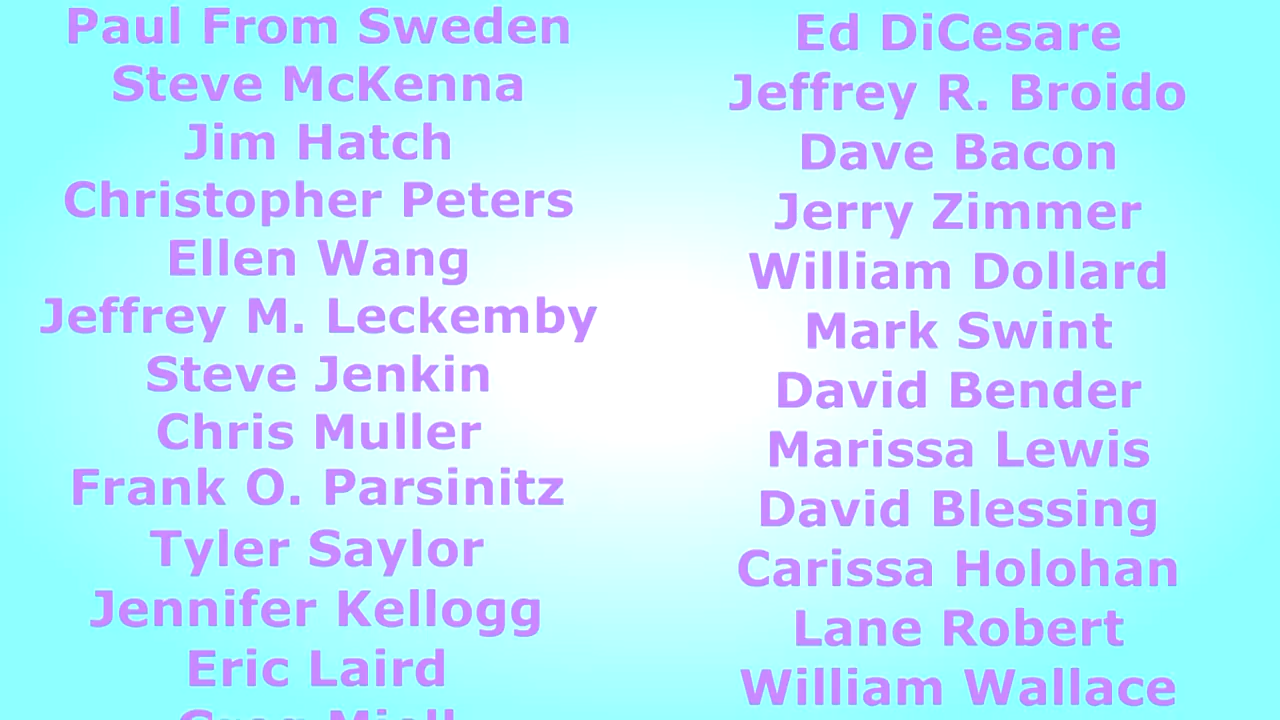 Paul From Sweden
Steve McKenna
Jim Hatch
Christopher Peters
Ellen Wang
Jeffrey M. Leckemby
Steve Jenkin
Chris Muller
Frank O. Parsinitz
Tyler Saylor
Jennifer Kellogg
Eric Laird
Ed DiCesare
Jeffrey R. Broido
Dave Bacon
Jerry Zimmer
William Dollard
Mark Swint
David Bender
Marissa Lewis
David Blessing
Carissa Holohan
Lane Robert
William Wallace